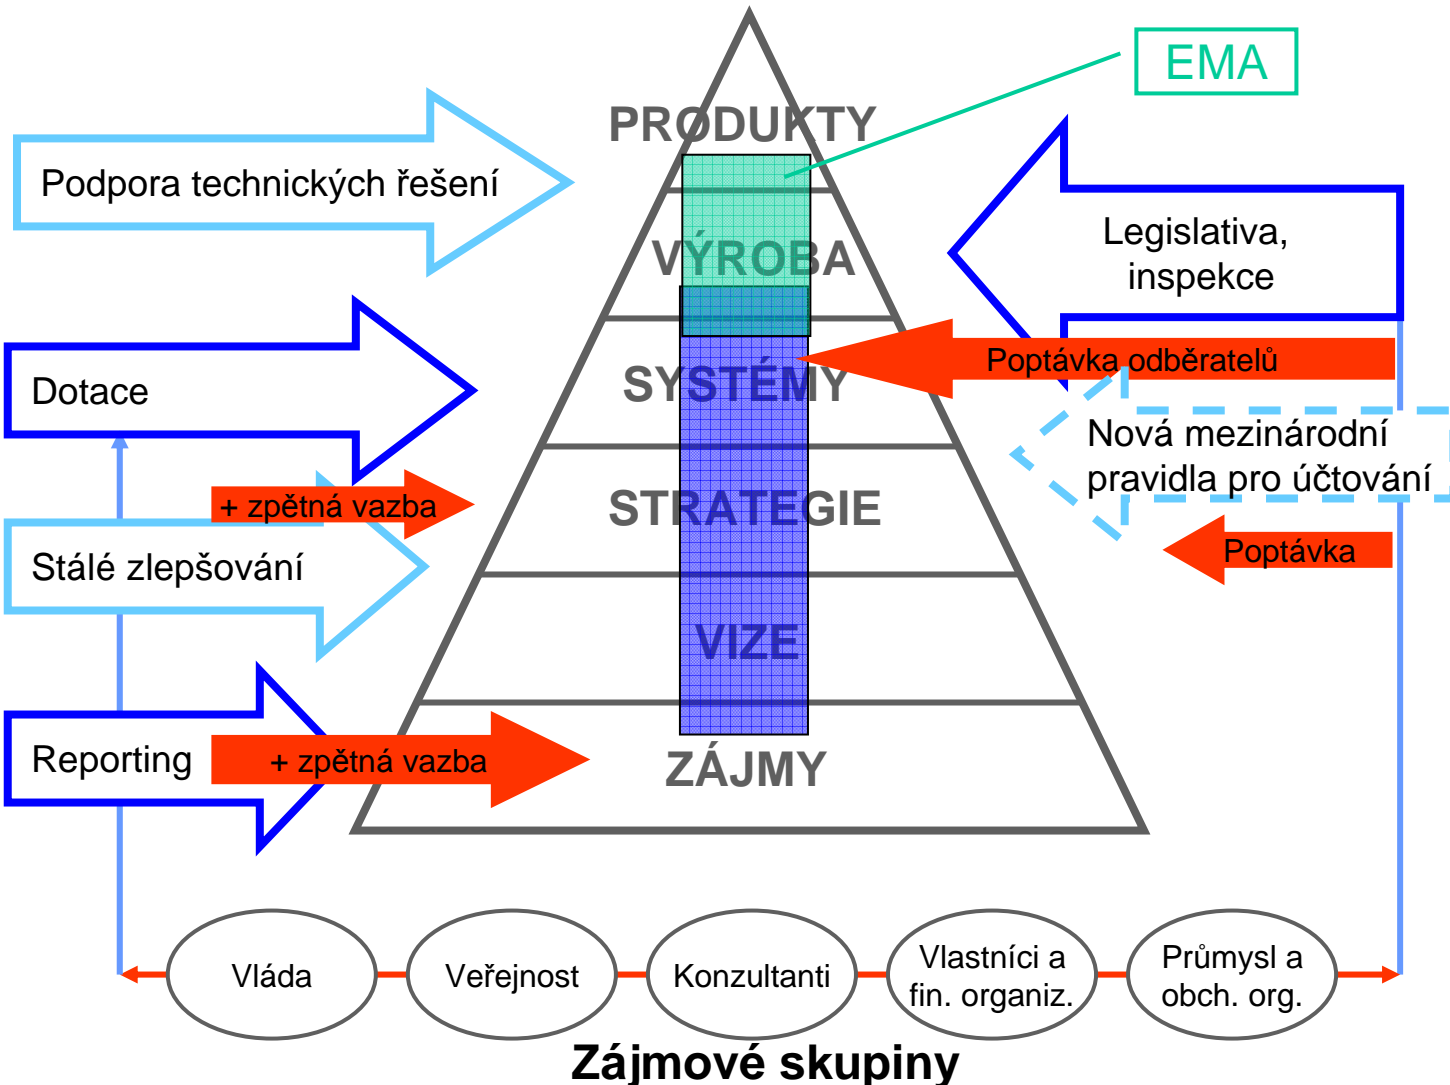 EMA
PRODUKTY
Podpora technických řešení
Legislativa,
inspekce
VÝROBA
Poptávka odběratelů
Dotace
SYSTÉMY
Nová mezinárodní
pravidla pro účtování
+ zpětná vazba
STRATEGIE
Poptávka
Stálé zlepšování
VIZE
Reporting
+ zpětná vazba
ZÁJMY
Vláda
Veřejnost
Konzultanti
Vlastníci a
fin. organiz.
Průmysl a
obch. org.
Zájmové skupiny